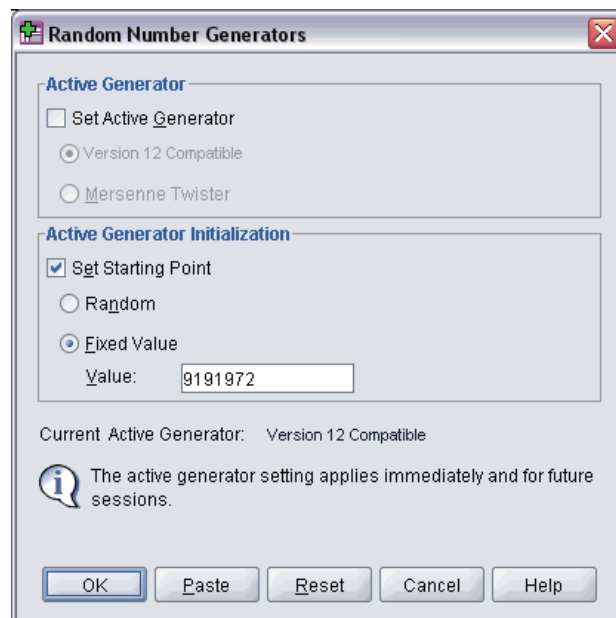 Random Number Generators
Active Generator
Set Active Generator
Version 12 Compatible
Mersenne Twister
Active Generator Initialization
Set Starting Point
Random
Fixed Value
Value: 9191972
Current Active Generator: Version 12 Compatible
The active generator setting applies immediately and for future
sessions.
OK Paste Reset Cancel Help